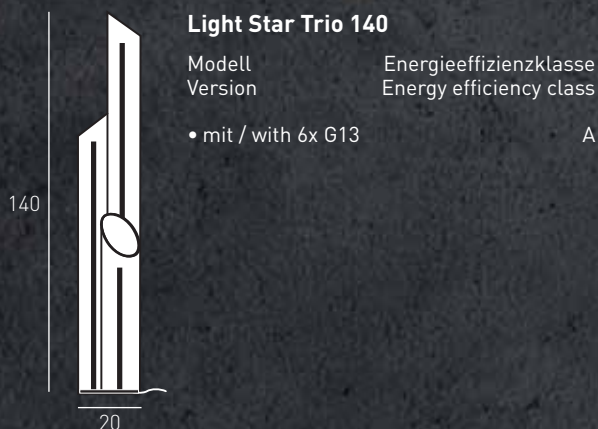 Light Star Trio 140
Modell Energieeffizienzklasse
Version Energy efficiency class
• mit / with 6x G13 A
140
20